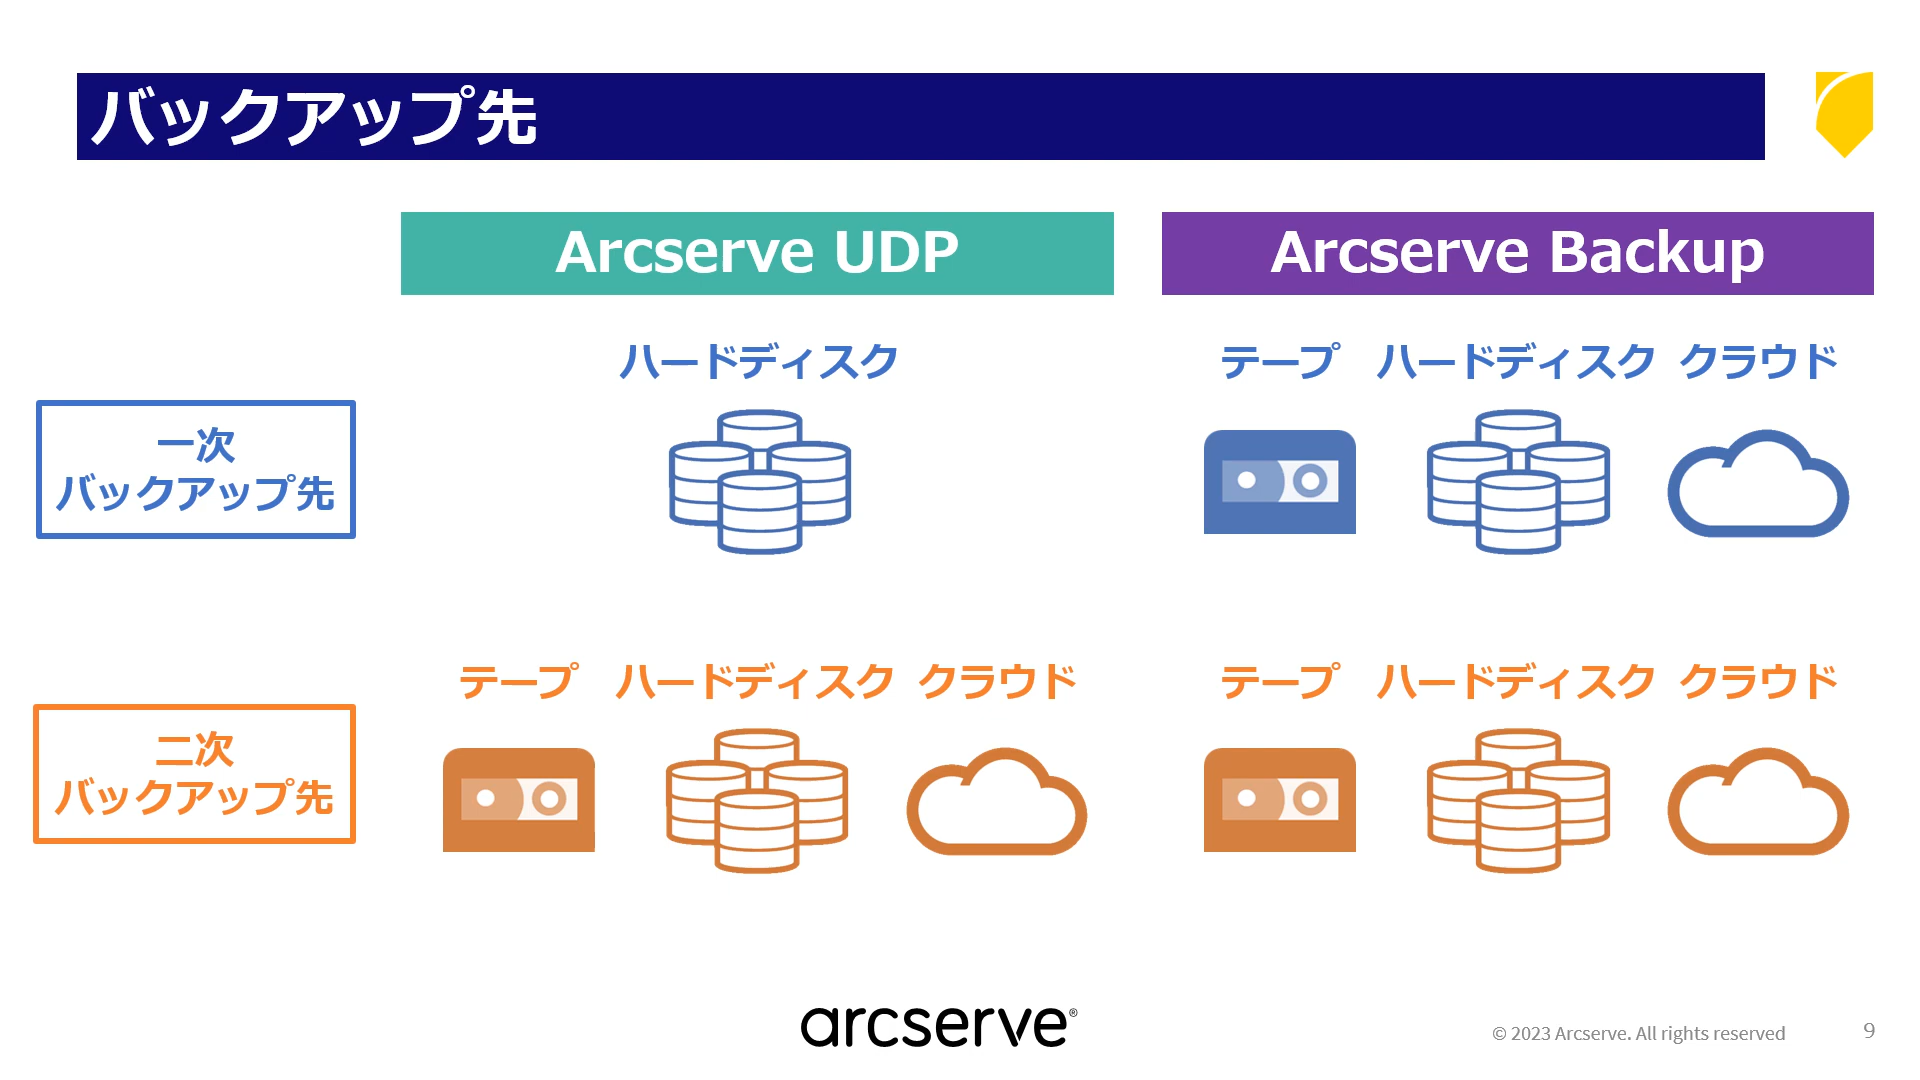 バックアップ先
Arcserve UDP
Arcserve Backup
ハードディスク
テープ ハードディスク クラウド
一次
バックアップ先
テープ ハードディスク クラウド
テープ ハードディスク クラウド
二次
バックアップ先
arcserve®
© 2023 Arcserve. All rights reserved
9